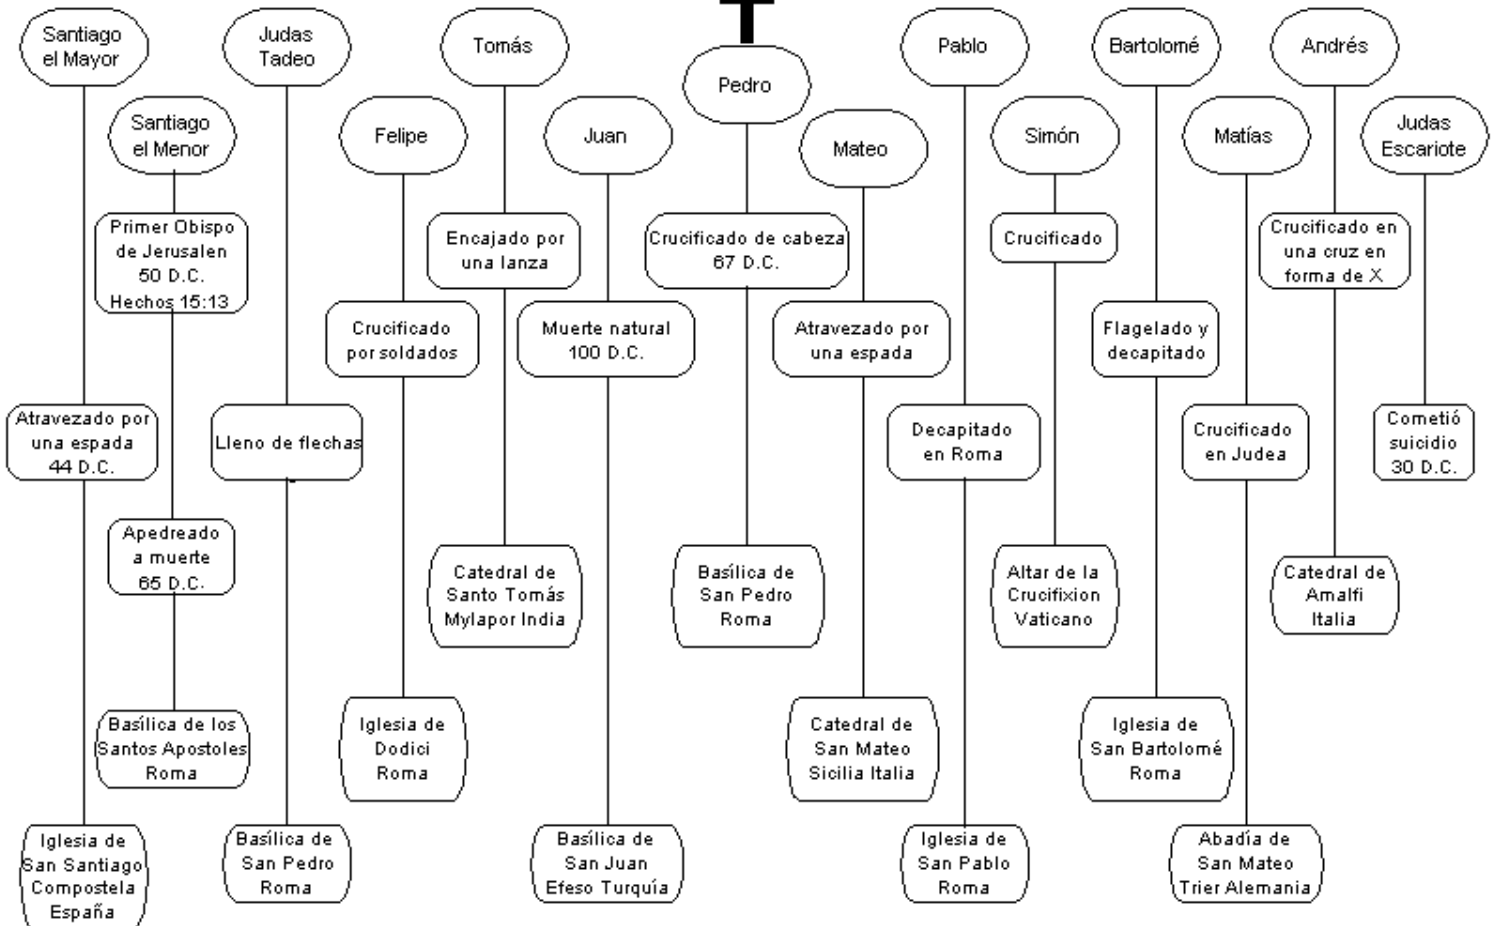 Santiago
el Mayor
Judas
Tadeo
Tomás
Pedro
Pablo
Bartolomé
Andrés
Santiago
el Menor
Felipe
Juan
Mateo
Simón
Matías
Judas
Escariote
Primer Obispo
de Jerusalen
50 D.C.
Hechos 15:13
Encajado por
una lanza
Crucificado de cabeza
67 D.C.
Crucificado
Crucificado en
una cruz en
forma de X
Crucificado
por soldados
Muerte natural
100 D.C.
Atravezado por
una espada
Flagelado y
decapitado
Atravezado por
una espada
44 D.C.
Lleno de flechas
Decapitado
en Roma
Crucificado
en Judea
Cometió
suicidio
30 D.C.
Apedreado
a muerte
65 D.C.
Catedral de
Santo Tomás
Mylapor India
Basílica de
San Pedro
Roma
Altar de la
Crucifixion
Vaticano
Catedral de
Amalfi
Italia
Basílica de los
Santos Apostoles
Roma
Iglesia de
Dodici
Roma
Catedral de
San Mateo
Sicilia Italia
Iglesia de
San Bartolomé
Roma
Iglesia de
San Santiago
Compostela
España
Basílica de
San Pedro
Roma
Basílica de
San Juan
Efeso Turquía
Iglesia de
San Pablo
Roma
Abadía de
San Mateo
Trier Alemania